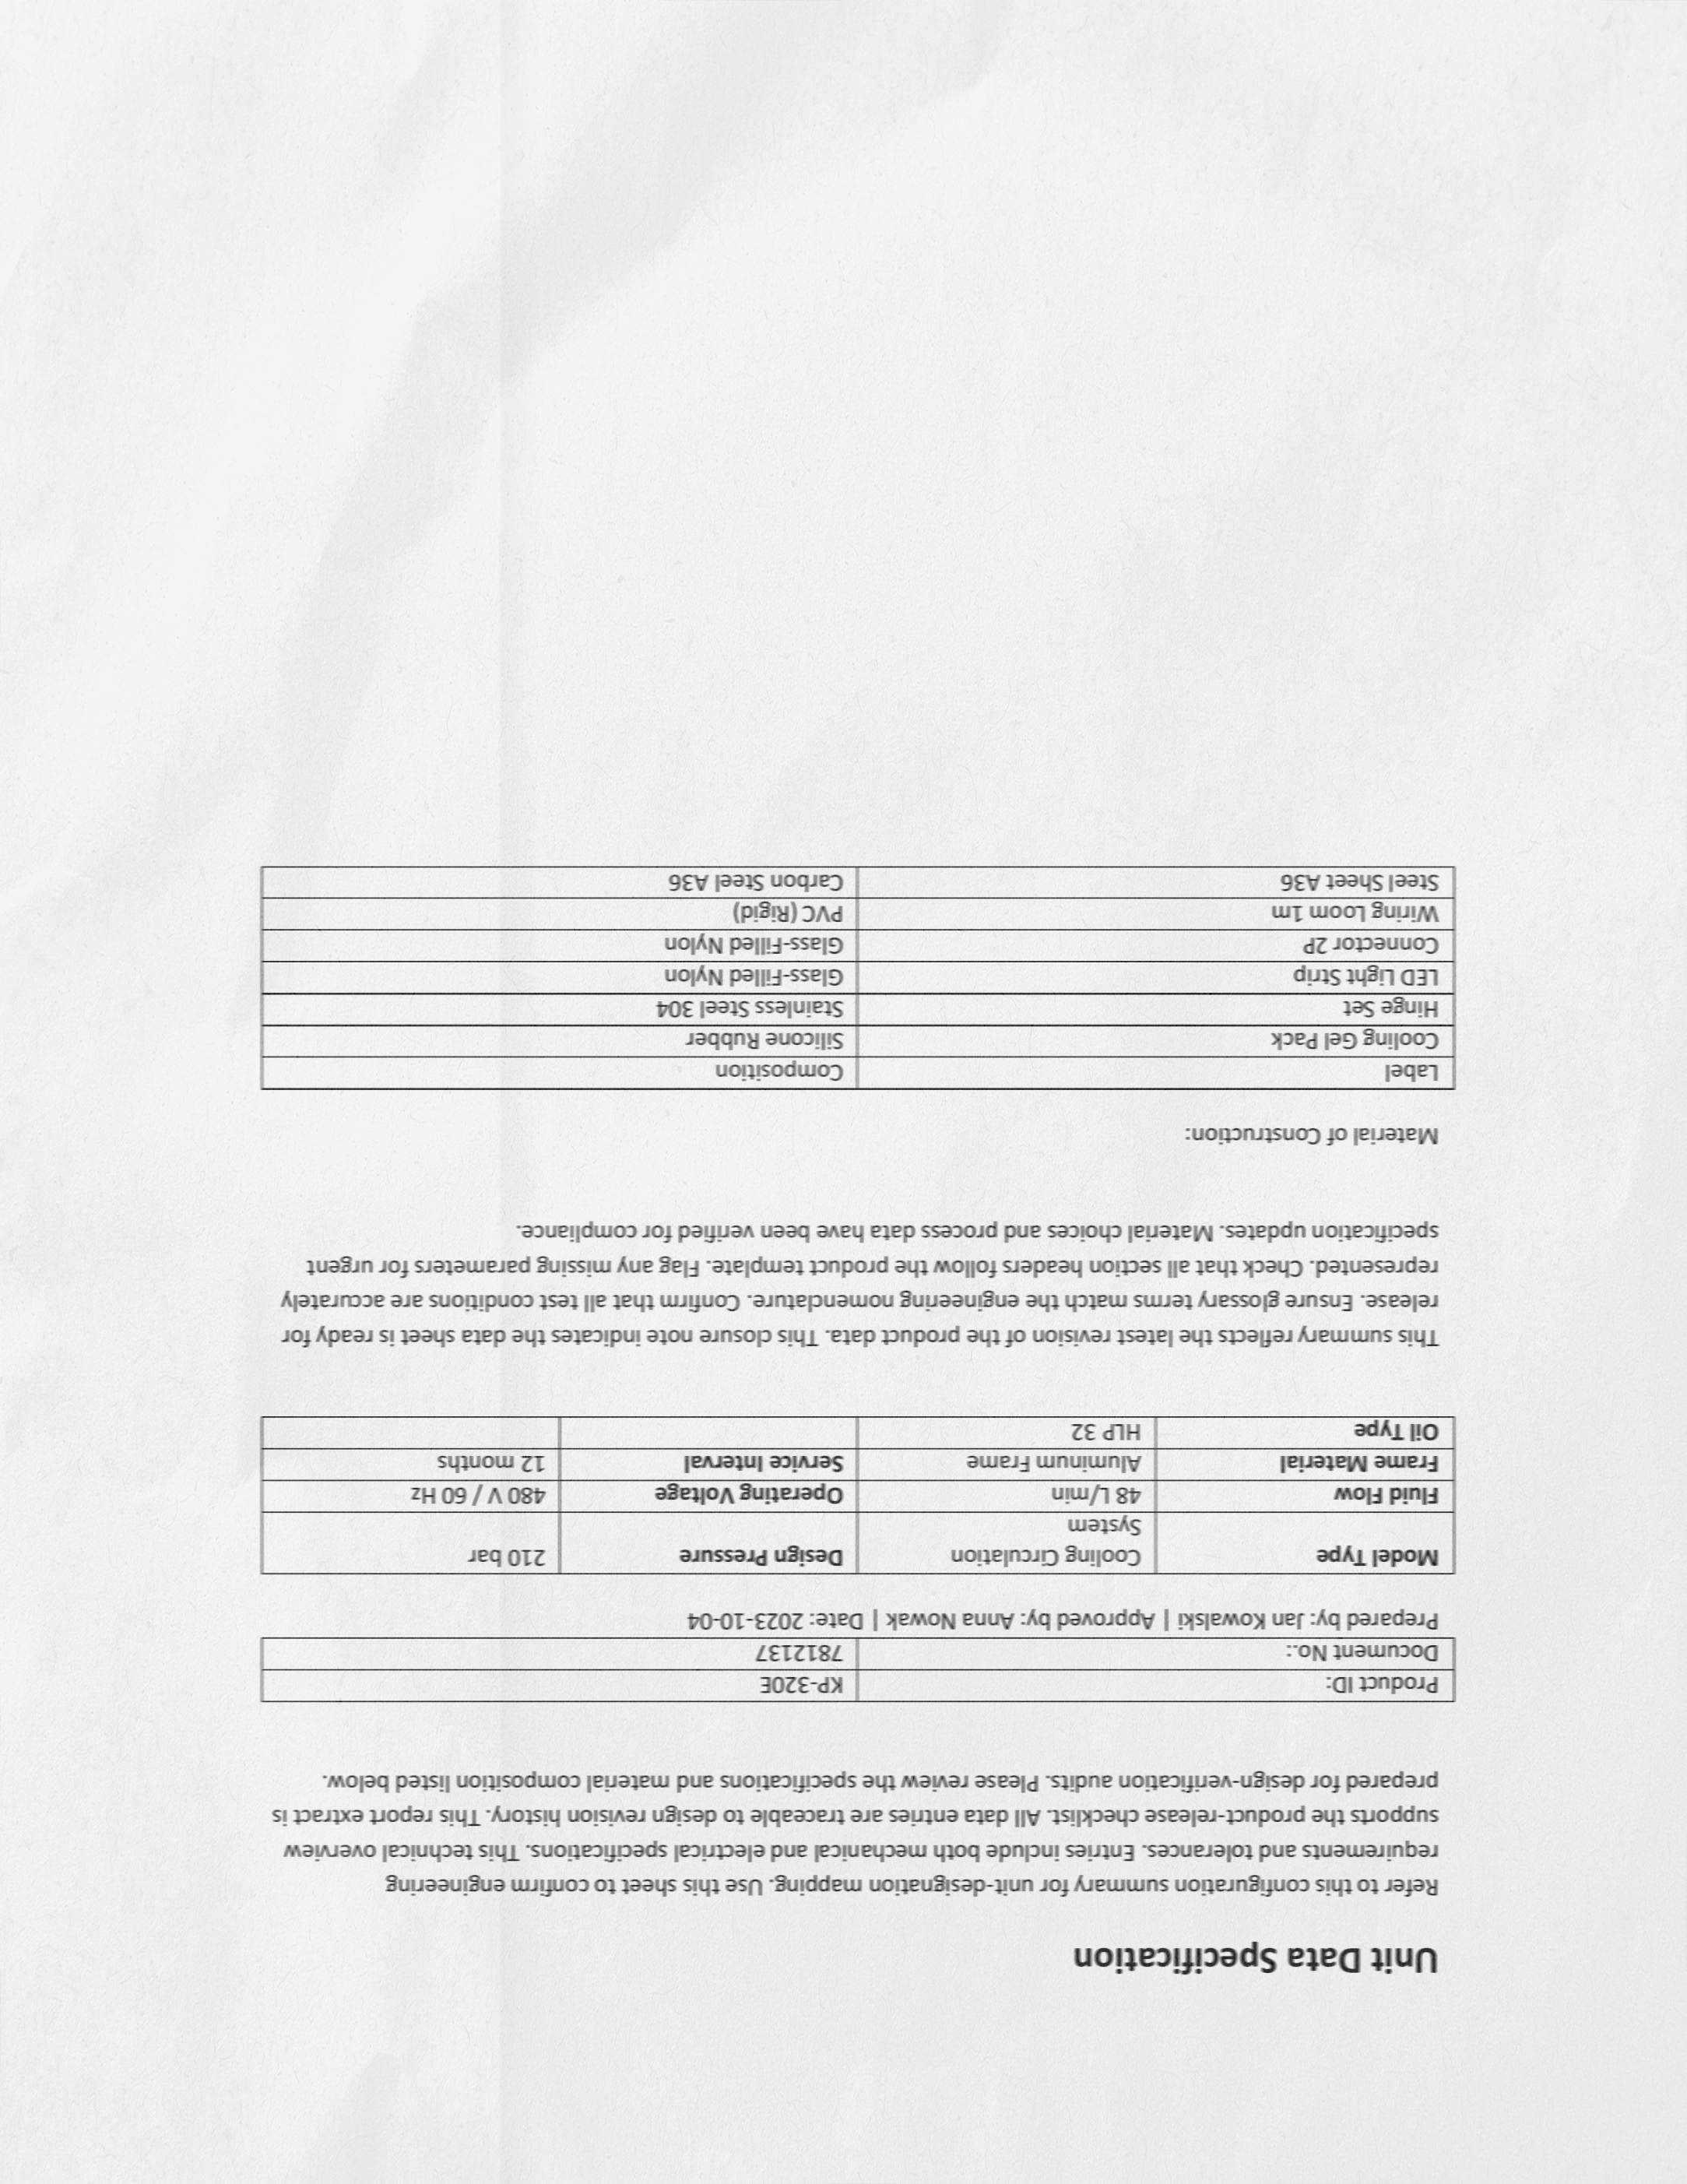 Unit Data Specification
Refer to this configuration summary for unit-designation mapping. Use this sheet to confirm engineering
requirements and tolerances. Entries include both mechanical and electrical specifications. This technical overview
supports the product-release checklist. All data entries are traceable to design revision history. This report extract is
prepared for design-verification audits. Please review the specifications and material composition listed below.
Product ID: KP-320E
Document No.: 7812137
Prepared by: Jan Kowalski | Approved by: Anna Nowak | Date: 2023-10-04
Model Type Cooling Circulation Design Pressure 210 bar
System
Fluid Flow 48 L/min Operating Voltage 480 V / 60 Hz
Frame Material Aluminum Frame Service Interval 12 months
Oil Type HLP 32
This summary reflects the latest revision of the product data. This closure note indicates the data sheet is ready for
release. Ensure glossary terms match the engineering nomenclature. Confirm that all test conditions are accurately
represented. Check that all section headers follow the product template. Flag any missing parameters for urgent
specification updates. Material choices and process data have been verified for compliance.
Material of Construction:
Label Composition
Cooling Gel Pack Silicone Rubber
Hinge Set Stainless Steel 304
LED Light Strip Glass-Filled Nylon
Connector 2P Glass-Filled Nylon
Wiring Loom 1m PVC (Rigid)
Steel Sheet A36 Carbon Steel A36